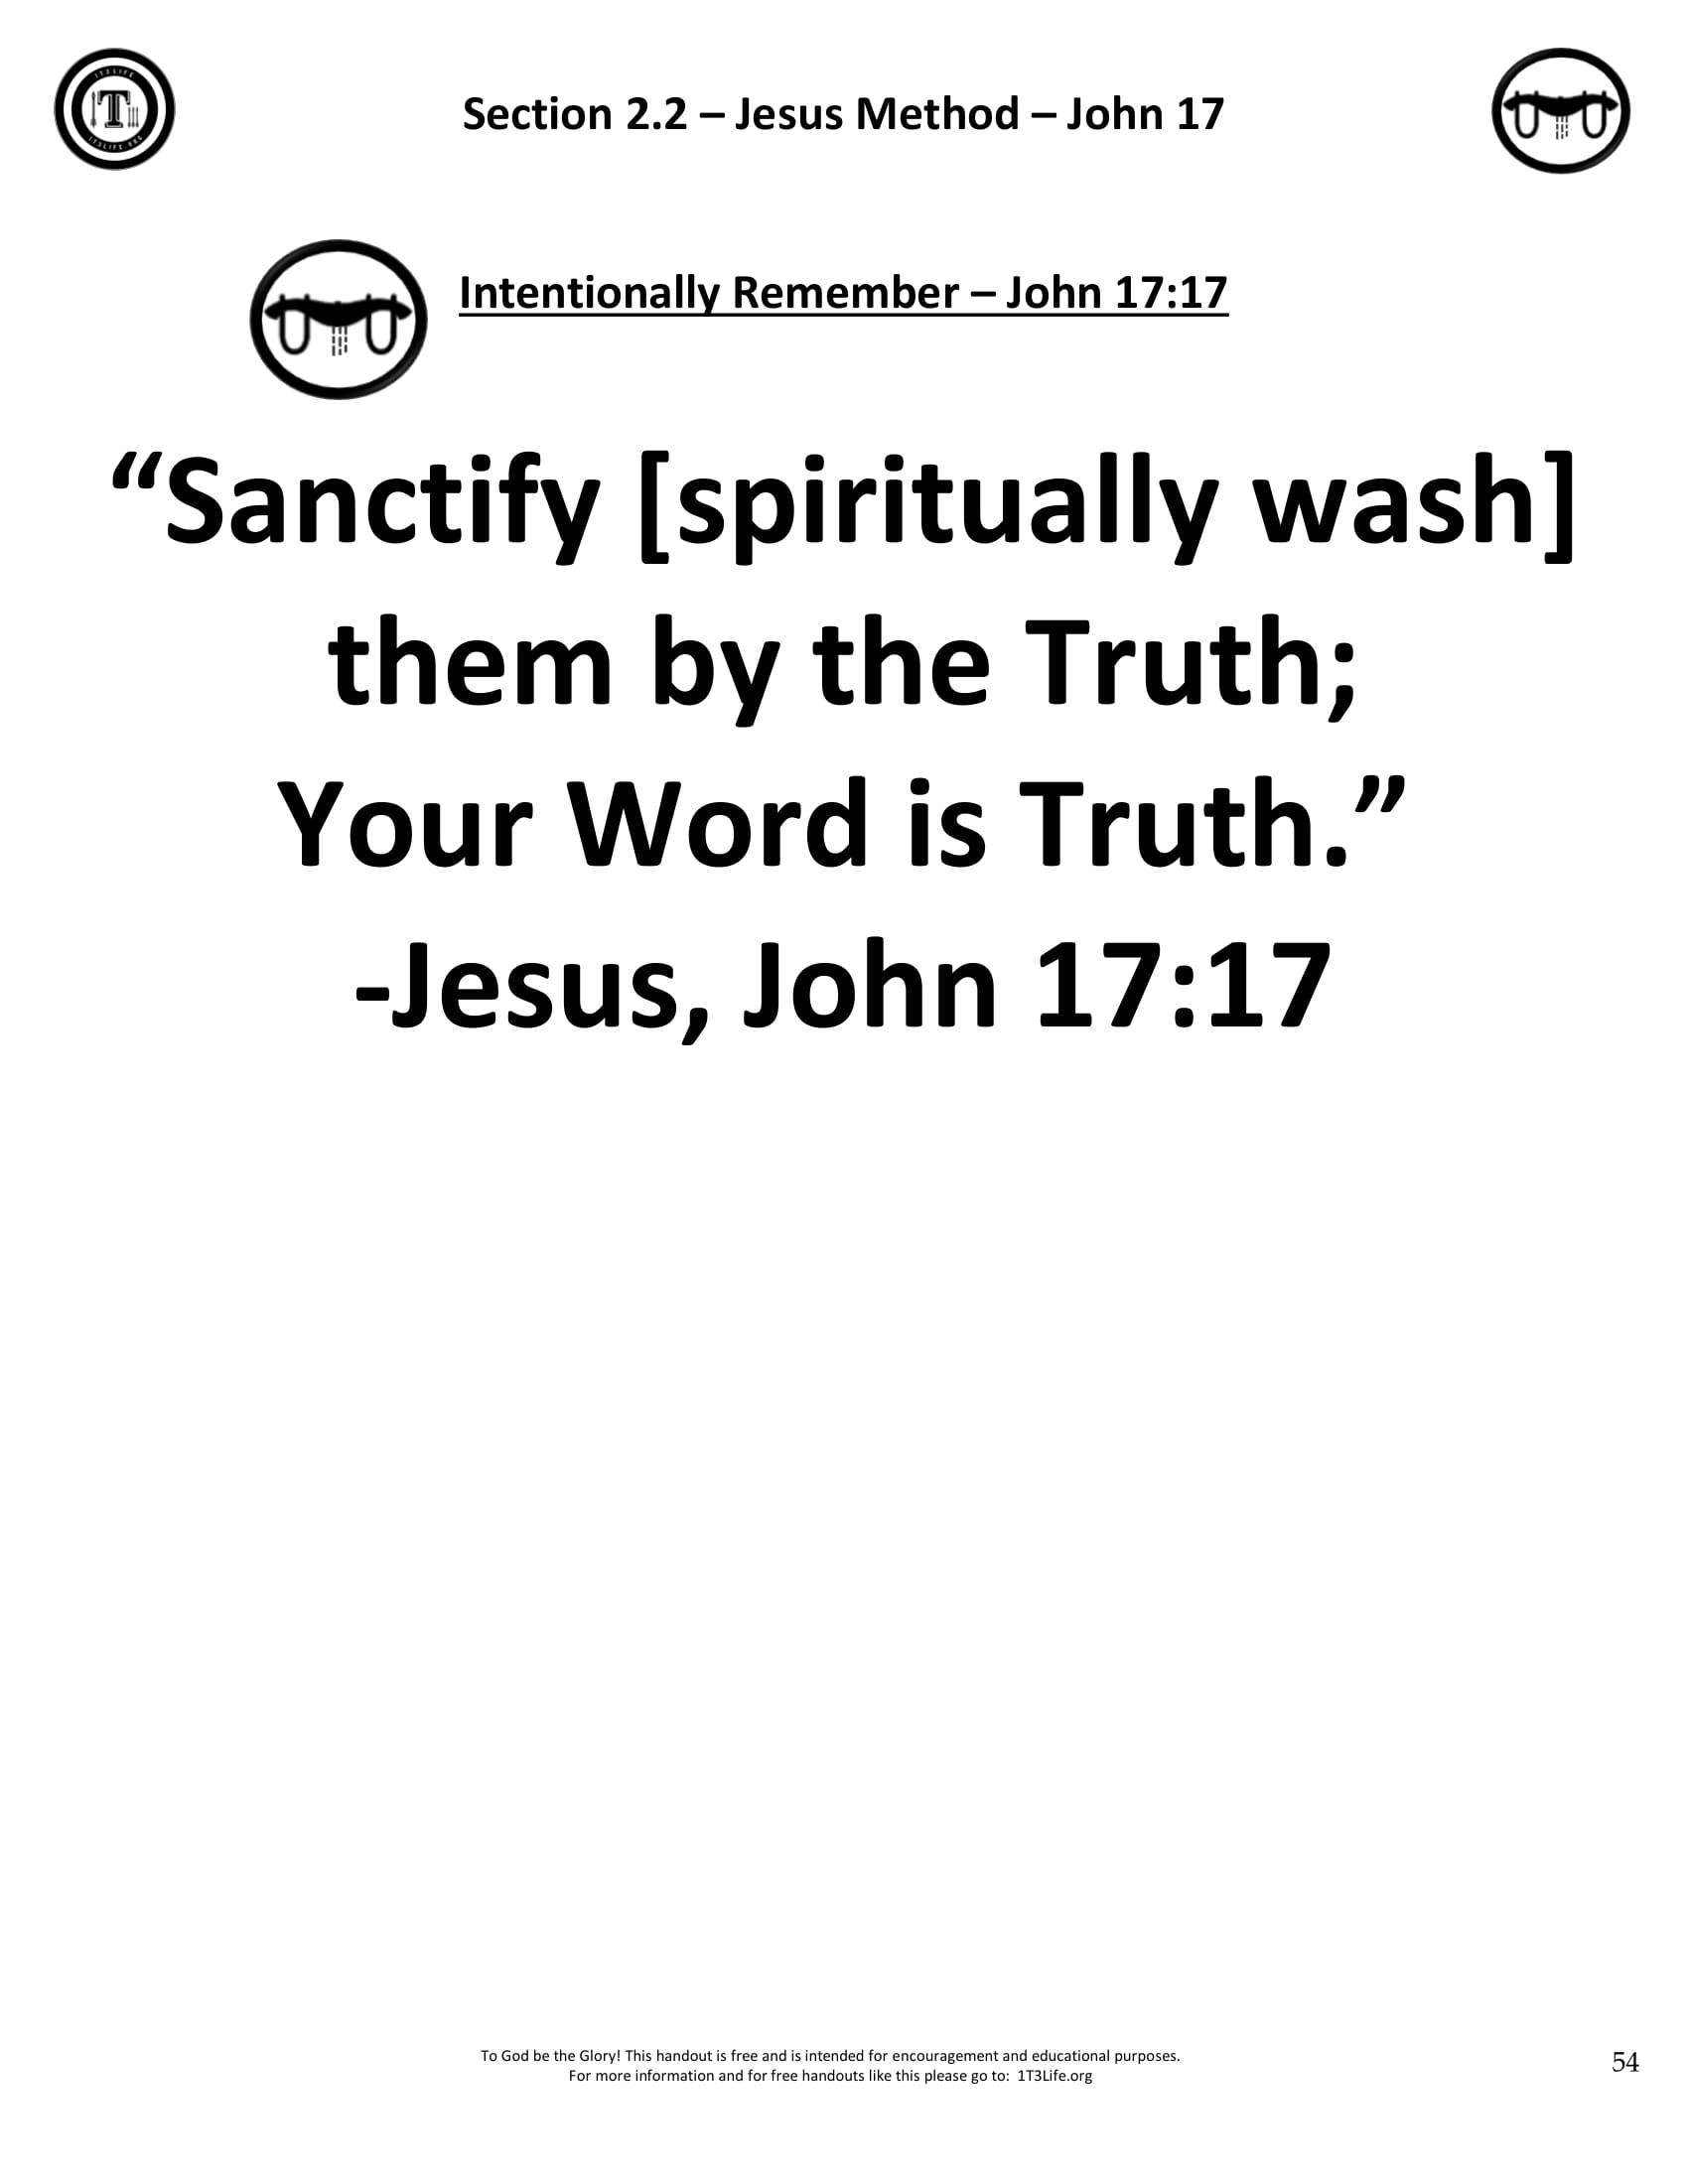 1T3LIFE
T
1T3LIFE.ORG
Section 2.2 – Jesus Method – John 17
Intentionally Remember – John 17:17
“Sanctify [spiritually wash]
them by the Truth;
Your Word is Truth.”
-Jesus, John 17:17
To God be the Glory! This handout is free and is intended for encouragement and educational purposes.
For more information and for free handouts like this please go to:  1T3Life.org
54